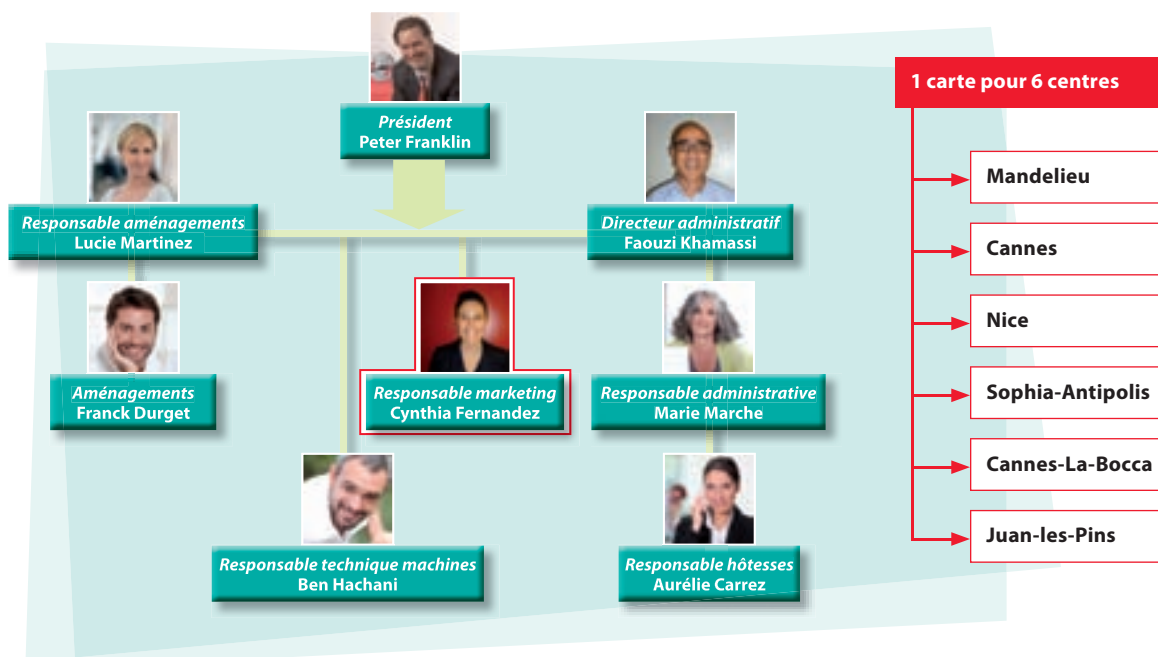 Président
Peter Franklin
Responsable aménagements
Lucie Martinez
Directeur administratif
Faouzi Khamassi
Aménagements
Franck Durget
Responsable marketing
Cynthia Fernandez
Responsable administrative
Marie Marche
Responsable technique machines
Ben Hachani
Responsable hôtesses
Aurélie Carrez
1 carte pour 6 centres
Mandelieu
Cannes
Nice
Sophia-Antipolis
Cannes-La-Bocca
Juan-les-Pins